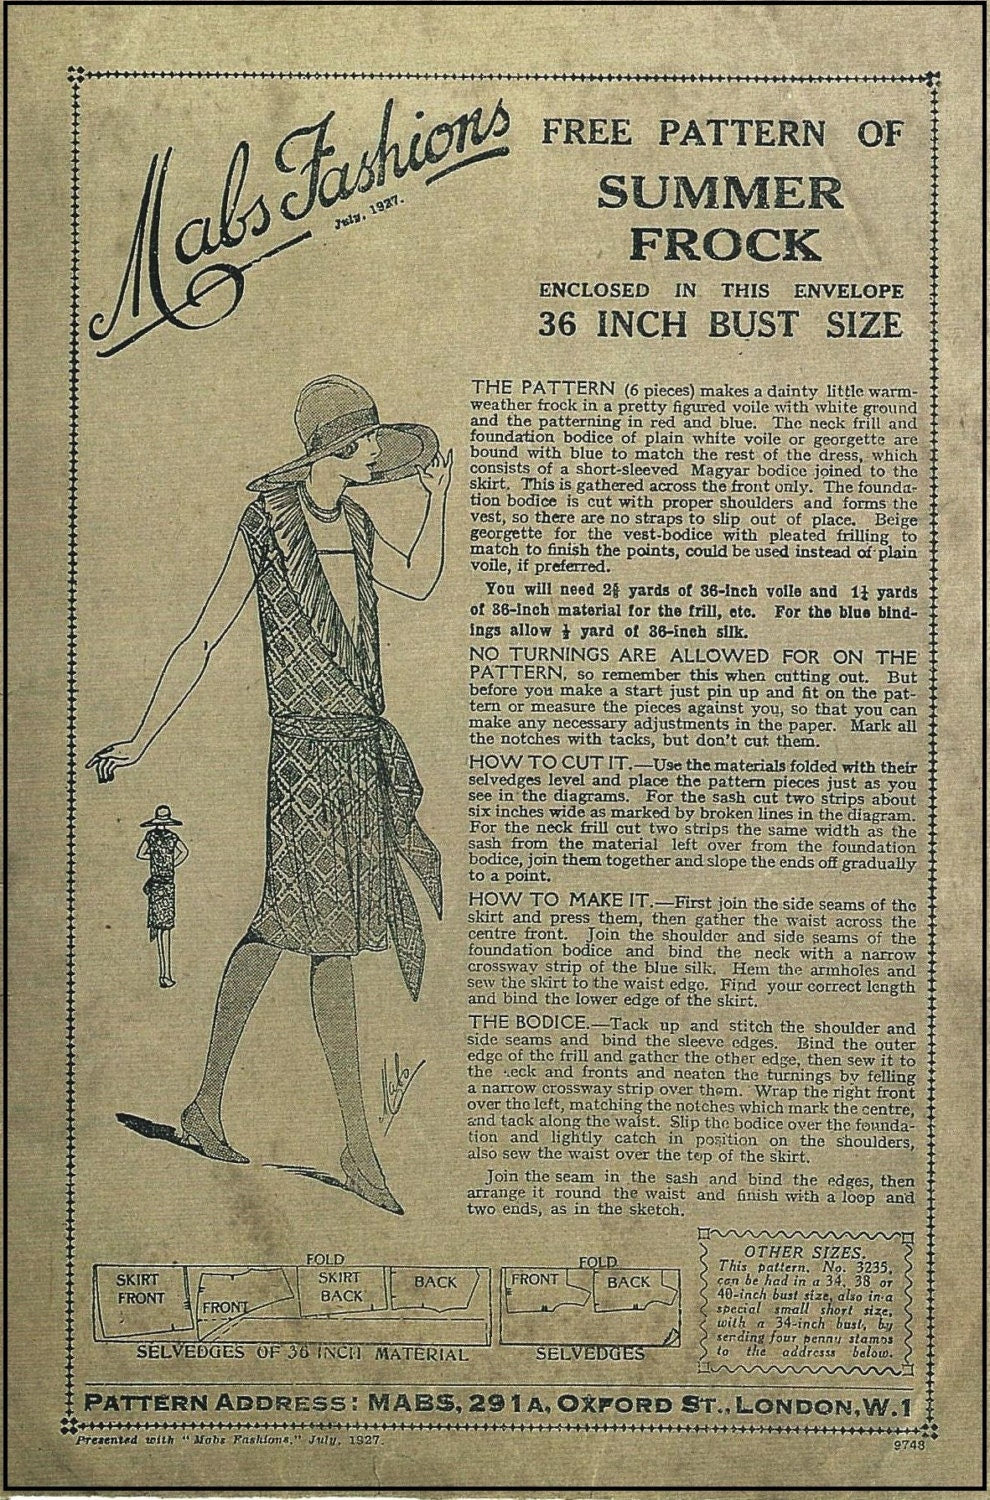 Mabs Fashions
July, 1927.
FREE PATTERN OF
SUMMER
FROCK
ENCLOSED IN THIS ENVELOPE
36 INCH BUST SIZE
THE PATTERN (6 pieces) makes a dainty little warm-
weather frock in a pretty figured voile with white ground
and the patterning in red and blue. The neck frill and
foundation bodice of plain white voile or georgette are
bound with blue to match the rest of the dress, which
consists of a short-sleeved Magyar bodice joined to the
skirt. This is gathered across the front only. The founda-
tion bodice is cut with proper shoulders and forms the
vest, so there are no straps to slip out of place. Beige
georgette for the vest-bodice with pleated frilling to
match to finish the points, could be used instead of plain
voile, if preferred.
You will need yards of 36-inch voile and yards
of 36-inch material for the frill, etc. For the blue bind-
ings allow yard of 36-inch silk.
NO TURNINGS ARE ALLOWED FOR ON THE
PATTERN, so remember this when cutting out. But
before you make a start just pin up and fit on the pat-
tern or measure the pieces against you, so that you can
make any necessary adjustments in the paper. Mark all
the notches with tacks, but don't cut them.
HOW TO CUT IT.—Use the materials folded with their
selvedges level and place the pattern pieces just as you
see in the diagrams. For the sash cut two strips about
six inches wide as marked by broken lines in the diagram.
For the neck frill cut two strips the same width as the
sash from the material left over from the foundation
bodice, join them together and slope the ends off gradually
to a point.
HOW TO MAKE IT.—First join the side seams of the
skirt and press them, then gather the waist across the
centre front. Join the shoulder and side seams of the
foundation bodice and bind the neck with a narrow
crossway strip of the blue silk. Hem the armholes and
sew the skirt to the waist edge. Find your correct length
and bind the lower edge of the skirt.
THE BODICE.—Tack up and stitch the shoulder and
side seams and bind the sleeve edges. Bind the outer
edge of the frill and gather the other edge, then sew it to
the neck and fronts and neaten the turnings by felling
a narrow crossway strip over them. Wrap the right front
over the left, matching the notches which mark the centre,
and tack along the waist. Slip the bodice over the founda-
tion and lightly catch in position on the shoulders,
also sew the waist over the top of the skirt.
Join the seam in the sash and bind the edges, then
arrange it round the waist and finish with a loop and
two ends, as in the sketch.
Mabs
FOLD
SKIRT
FRONT
FRONT
SKIRT
BACK
BACK
SELVEDGES OF 36 INCH MATERIAL
FOLD
FRONT
BACK
SELVEDGES
OTHER SIZES.
This pattern, No. 3235,
can be had in a 34, 38 or
40-inch bust size, also in a
special small short size,
with a 34-inch bust, by
sending four penny stamps
to the address below.
PATTERN ADDRESS: MABS, 291A, OXFORD ST., LONDON, W.1
Presented with "Mabs Fashions," July, 1927.
9748